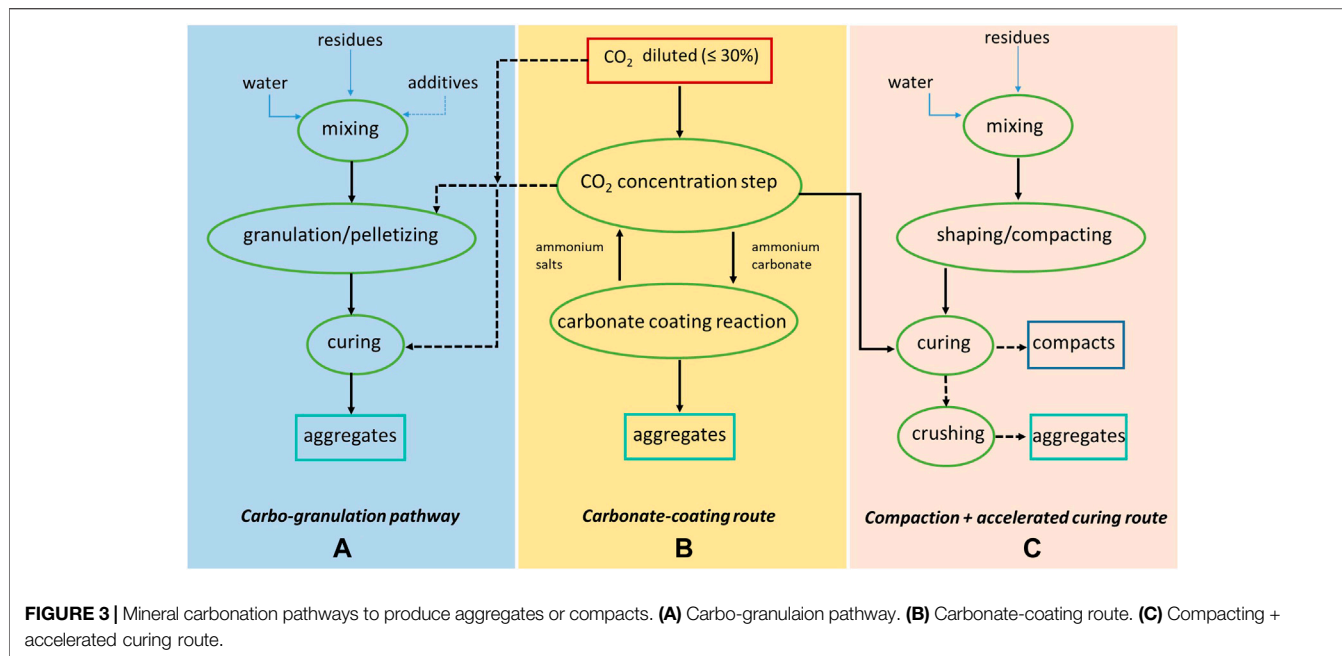 residues
water
additives
mixing
granulation/pelletizing
curing
aggregates
Carbo-granulation pathway
A
CO₂ diluted (≤ 30%)
CO₂ concentration step
ammonium
salts
ammonium
carbonate
carbonate coating reaction
aggregates
Carbonate-coating route
B
residues
water
mixing
shaping/compacting
curing
compacts
crushing
aggregates
Compaction + accelerated curing route
C
FIGURE 3 | Mineral carbonation pathways to produce aggregates or compacts. (A) Carbo-granulaion pathway. (B) Carbonate-coating route. (C) Compacting +
accelerated curing route.